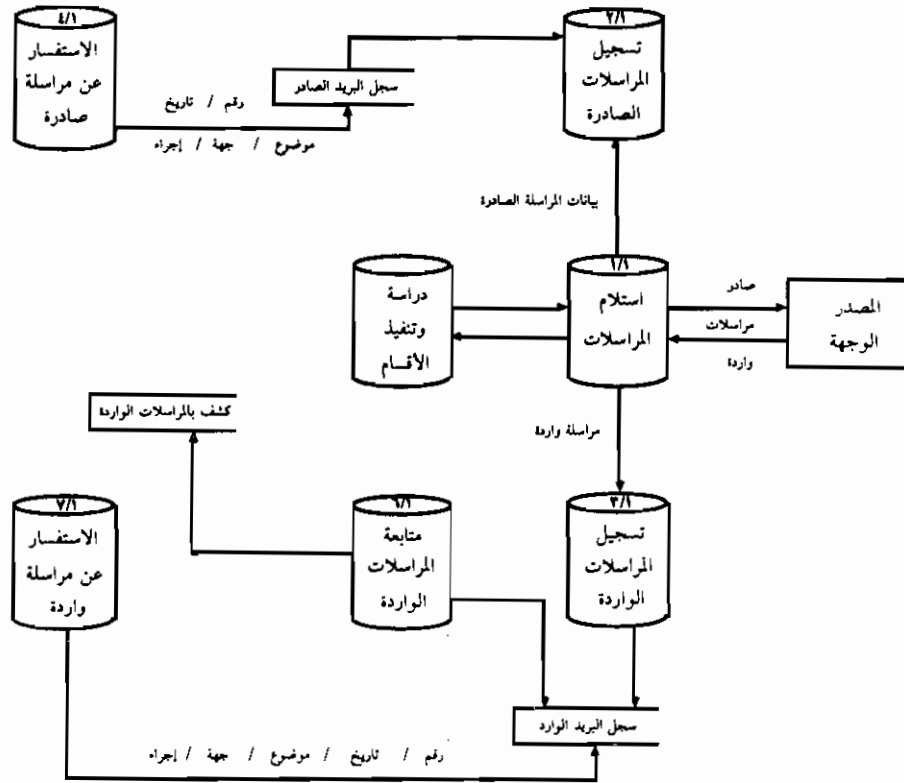 ٢/١
تسجيل
المراسلات
الصادرة
سجل البريد الصادر
٤/١
الاستفسار
عن مراسلة
صادرة
رقم / تاريخ
موضوع / جهة / إجراء
بيانات المراسلة الصادرة
المصدر
الوجهة
صادر
مراسلات
واردة
١/١
استلام
المراسلات
دراسة
وتنفيذ
الأقسام
مراسلة واردة
كشف بالمراسلات الواردة
٣/١
تسجيل
المراسلات
الواردة
٦/١
متابعة
المراسلات
الواردة
٧/١
الاستفسار
عن مراسلة
واردة
سجل البريد الوارد
رقم / تاريخ / موضوع / جهة / إجراء